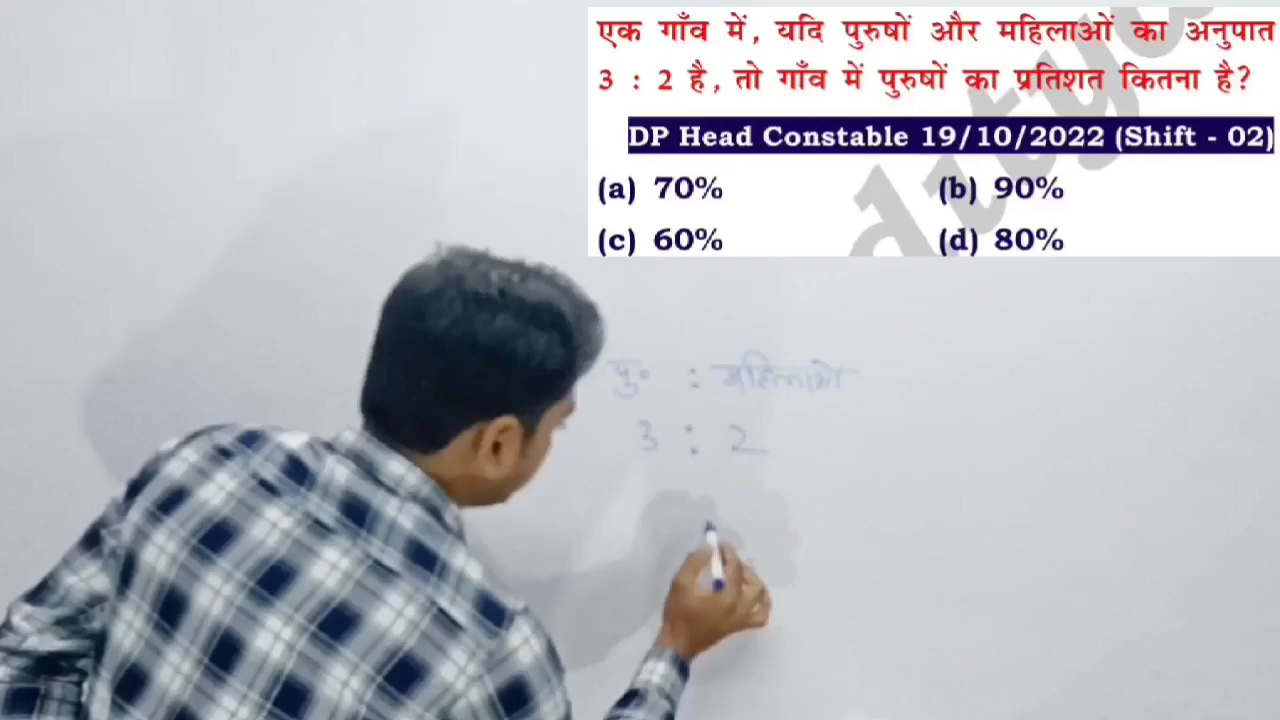 एक गाँव में, यदि पुरुषों और महिलाओं का अनुपात
3 : 2 है, तो गाँव में पुरुषों का प्रतिशत कितना है?
DP Head Constable 19/10/2022 (Shift - 02)
(a) 70% (b) 90%
(c) 60% (d) 80%
पु॰ : महिलाओ
3 : 2